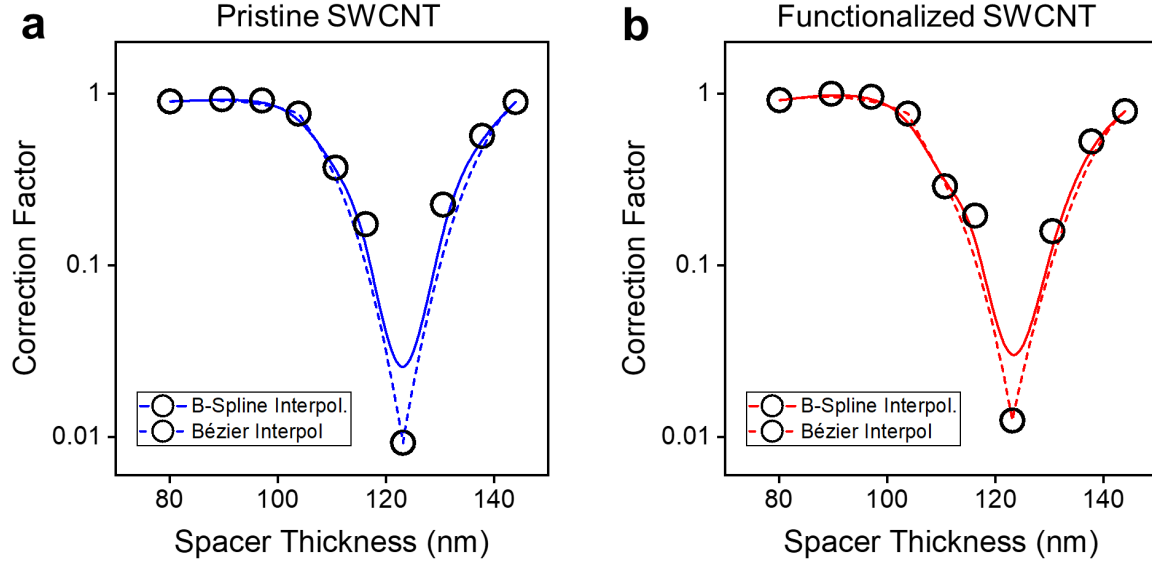 a
Pristine SWCNT
Correction Factor
1
0.1
0.01
B-Spline Interpol.
Bézier Interpol
80
100
120
140
Spacer Thickness (nm)
b
Functionalized SWCNT
Correction Factor
1
0.1
0.01
B-Spline Interpol.
Bézier Interpol
80
100
120
140
Spacer Thickness (nm)